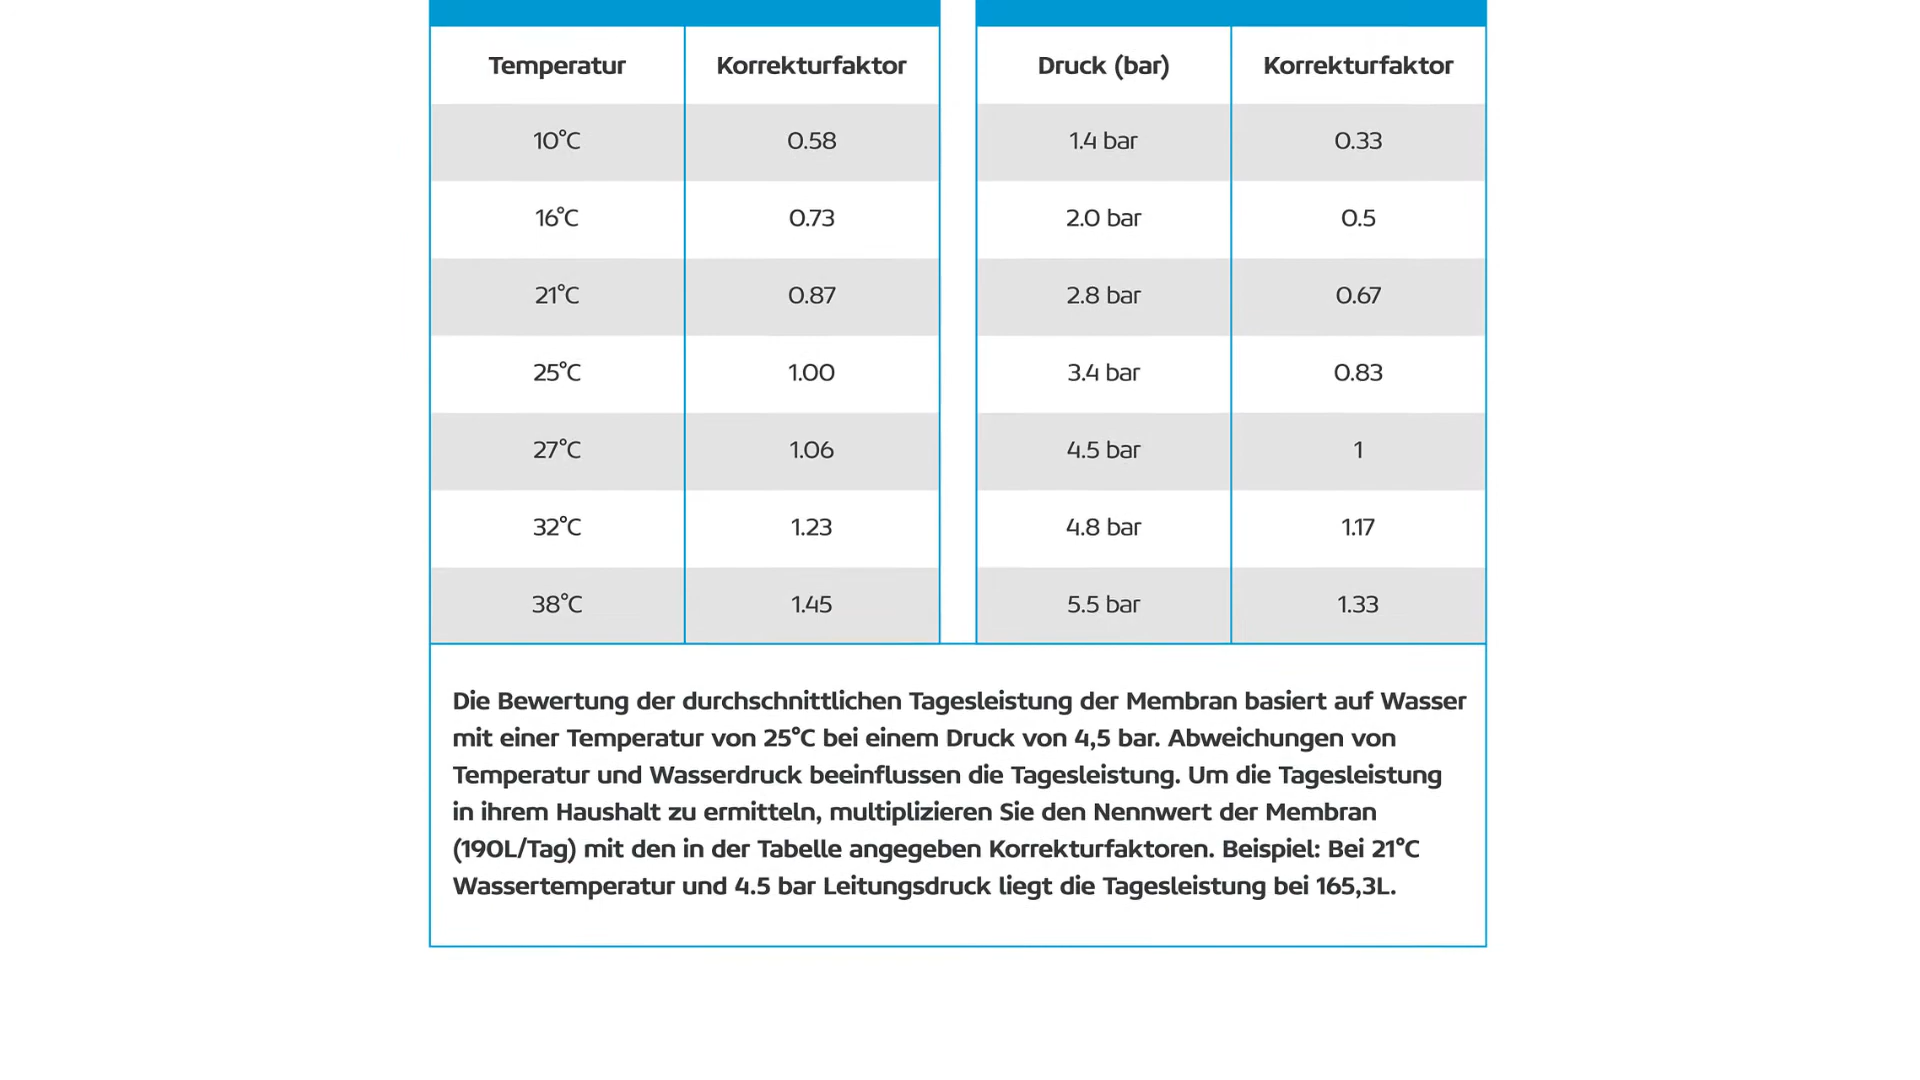 Temperatur Korrekturfaktor Druck (bar) Korrekturfaktor
10°C 0.58 1.4 bar 0.33
16°C 0.73 2.0 bar 0.5
21°C 0.87 2.8 bar 0.67
25°C 1.00 3.4 bar 0.83
27°C 1.06 4.5 bar 1
32°C 1.23 4.8 bar 1.17
38°C 1.45 5.5 bar 1.33
Die Bewertung der durchschnittlichen Tagesleistung der Membran basiert auf Wasser
mit einer Temperatur von 25°C bei einem Druck von 4,5 bar. Abweichungen von
Temperatur und Wasserdruck beeinflussen die Tagesleistung. Um die Tagesleistung
in ihrem Haushalt zu ermitteln, multiplizieren Sie den Nennwert der Membran
(190L/Tag) mit den in der Tabelle angegeben Korrekturfaktoren. Beispiel: Bei 21°C
Wassertemperatur und 4.5 bar Leitungsdruck liegt die Tagesleistung bei 165,3L.